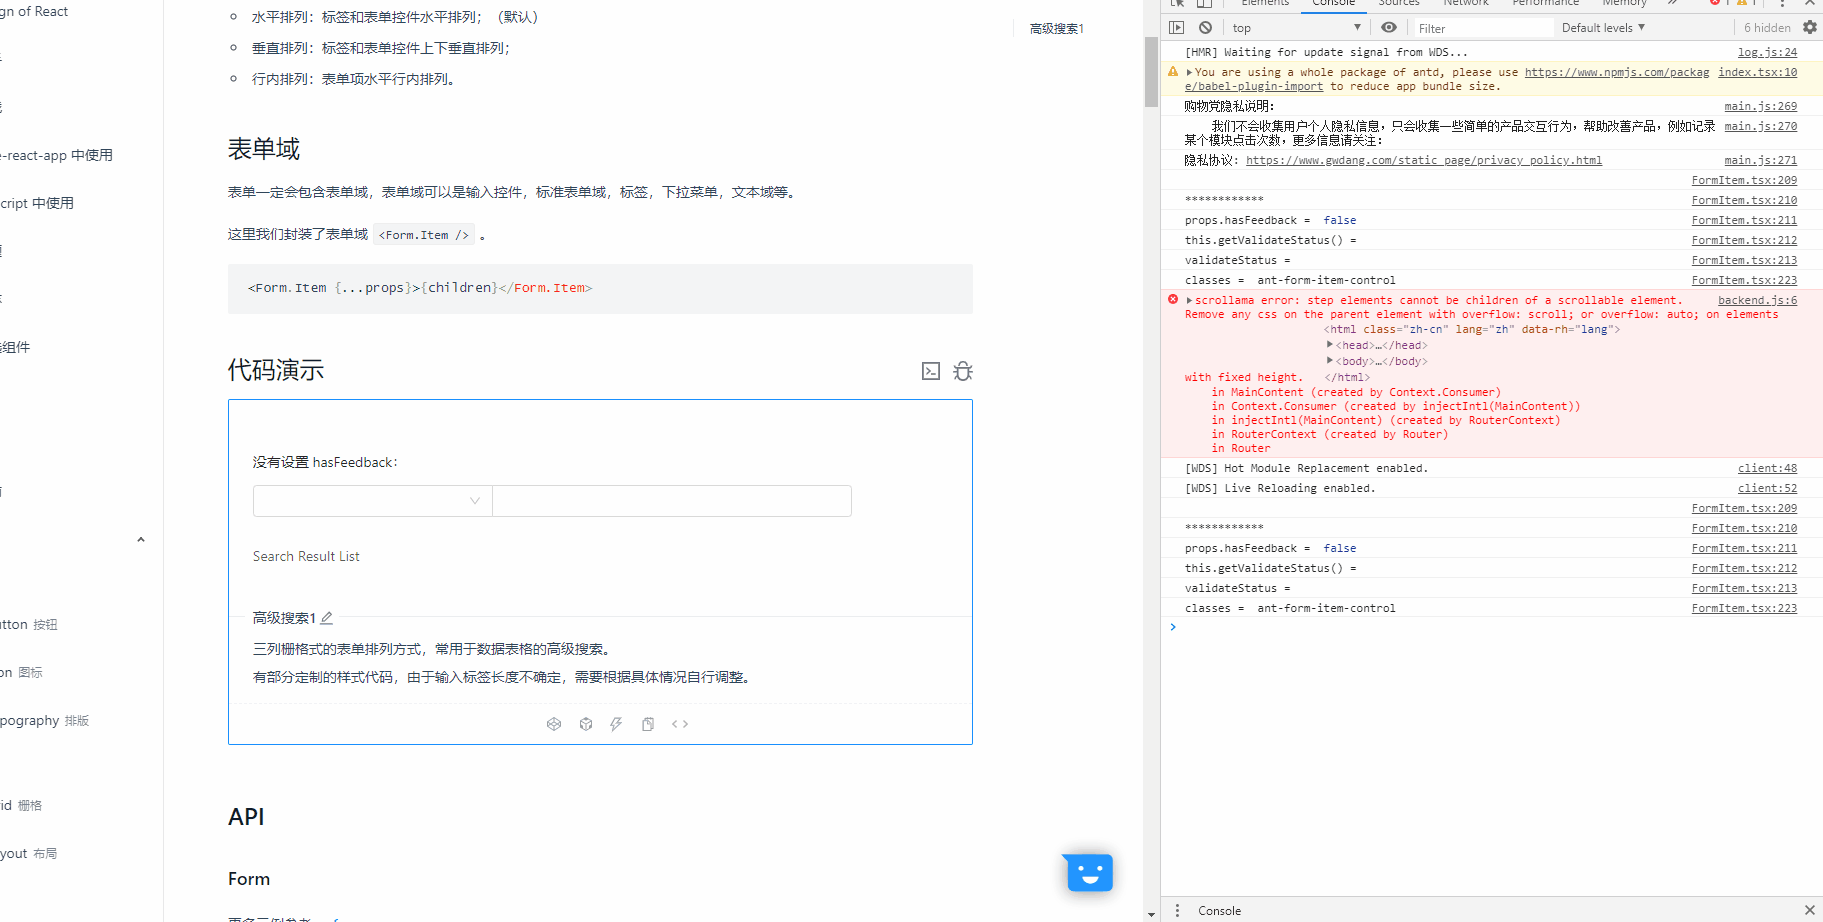 gn of React
-react-app 中使用
cript 中使用
组件
tton 按钮
on 图标
pography 排版
id 栅格
yout 布局
水平排列：标签和表单控件水平排列；（默认）
垂直排列：标签和表单控件上下垂直排列；
行内排列：表单项水平行内排列。
高级搜索1
表单域
表单一定会包含表单域，表单域可以是输入控件，标准表单域，标签，下拉菜单，文本域等。
这里我们封装了表单域 <Form.Item /> 。
<Form.Item {...props}>{children}</Form.Item>
代码演示
没有设置 hasFeedback：
Search Result List
高级搜索1
三列栅格式的表单排列方式，常用于数据表格的高级搜索。
有部分定制的样式代码，由于输入标签长度不确定，需要根据具体情况自行调整。
API
Form
Elements Console Sources Network Performance Memory » 1 1
top Filter Default levels ▼ 6 hidden
[HMR] Waiting for update signal from WDS... log.js:24
You are using a whole package of antd, please use https://www.npmjs.com/packag index.tsx:10
e/babel-plugin-import to reduce app bundle size.
购物党隐私说明： main.js:269
我们不会收集用户个人隐私信息，只会收集一些简单的产品交互行为，帮助改善产品，例如记录 main.js:270
某个模块点击次数，更多信息请关注：
隐私协议: https://www.gwdang.com/static_page/privacy_policy.html main.js:271
FormItem.tsx:209
************ FormItem.tsx:210
props.hasFeedback = false FormItem.tsx:211
this.getValidateStatus() = FormItem.tsx:212
validateStatus = FormItem.tsx:213
classes = ant-form-item-control FormItem.tsx:223
scrollama error: step elements cannot be children of a scrollable element. backend.js:6
Remove any css on the parent element with overflow: scroll; or overflow: auto; on elements
<html class="zh-cn" lang="zh" data-rh="lang">
<head>…</head>
<body>…</body>
with fixed height. </html>
in MainContent (created by Context.Consumer)
in Context.Consumer (created by injectIntl(MainContent))
in injectIntl(MainContent) (created by RouterContext)
in RouterContext (created by Router)
in Router
[WDS] Hot Module Replacement enabled. client:48
[WDS] Live Reloading enabled. client:52
FormItem.tsx:209
************ FormItem.tsx:210
props.hasFeedback = false FormItem.tsx:211
this.getValidateStatus() = FormItem.tsx:212
validateStatus = FormItem.tsx:213
classes = ant-form-item-control FormItem.tsx:223
Console